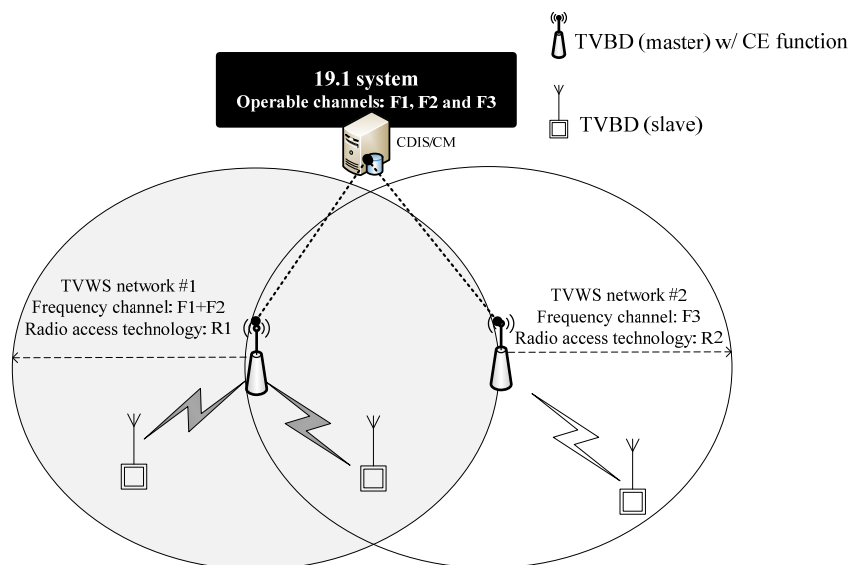 TVBD (master) w/ CE function
19.1 system
Operable channels: F1, F2 and F3
TVBD (slave)
CDIS/CM
TVWS network #1
Frequency channel: F1+F2
Radio access technology: R1
TVWS network #2
Frequency channel: F3
Radio access technology: R2